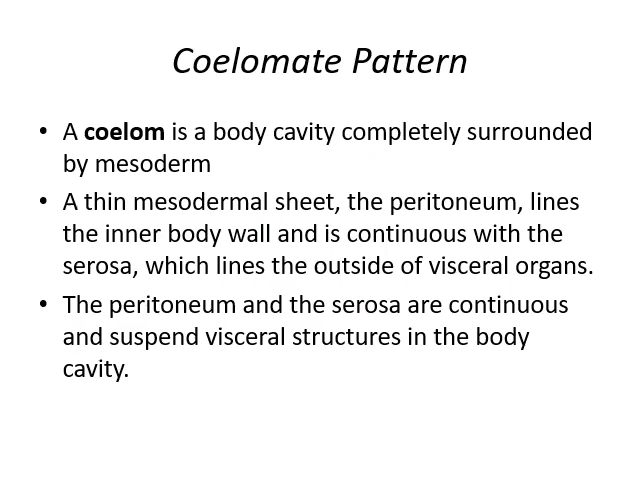 Coelomate Pattern
• A coelom is a body cavity completely surrounded
by mesoderm
• A thin mesodermal sheet, the peritoneum, lines
the inner body wall and is continuous with the
serosa, which lines the outside of visceral organs.
• The peritoneum and the serosa are continuous
and suspend visceral structures in the body
cavity.